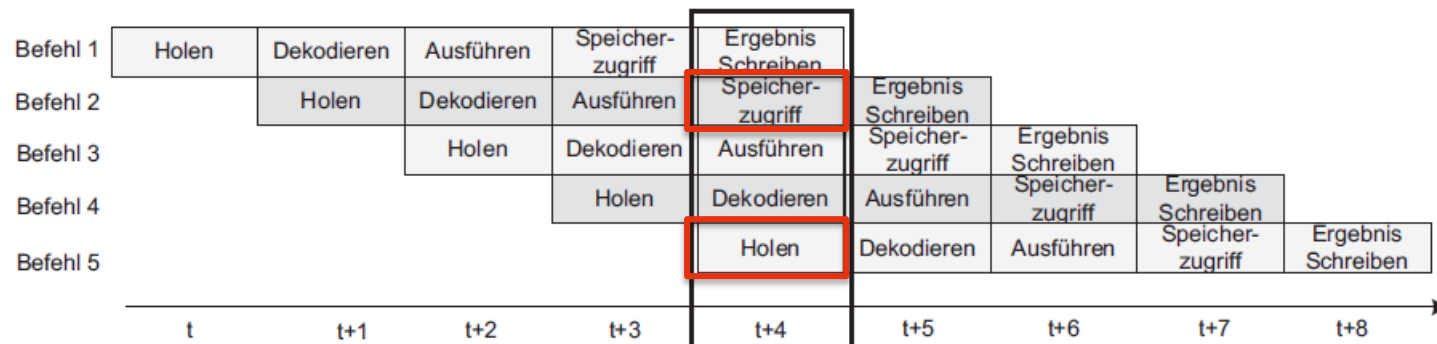 Befehl 1 Holen Dekodieren Ausführen Speicher-zugriff Ergebnis Schreiben
Befehl 2 Holen Dekodieren Ausführen Speicher-zugriff Ergebnis Schreiben
Befehl 3 Holen Dekodieren Ausführen Speicher-zugriff Ergebnis Schreiben
Befehl 4 Holen Dekodieren Ausführen Speicher-zugriff Ergebnis Schreiben
Befehl 5 Holen Dekodieren Ausführen Speicher-zugriff Ergebnis Schreiben
t t+1 t+2 t+3 t+4 t+5 t+6 t+7 t+8